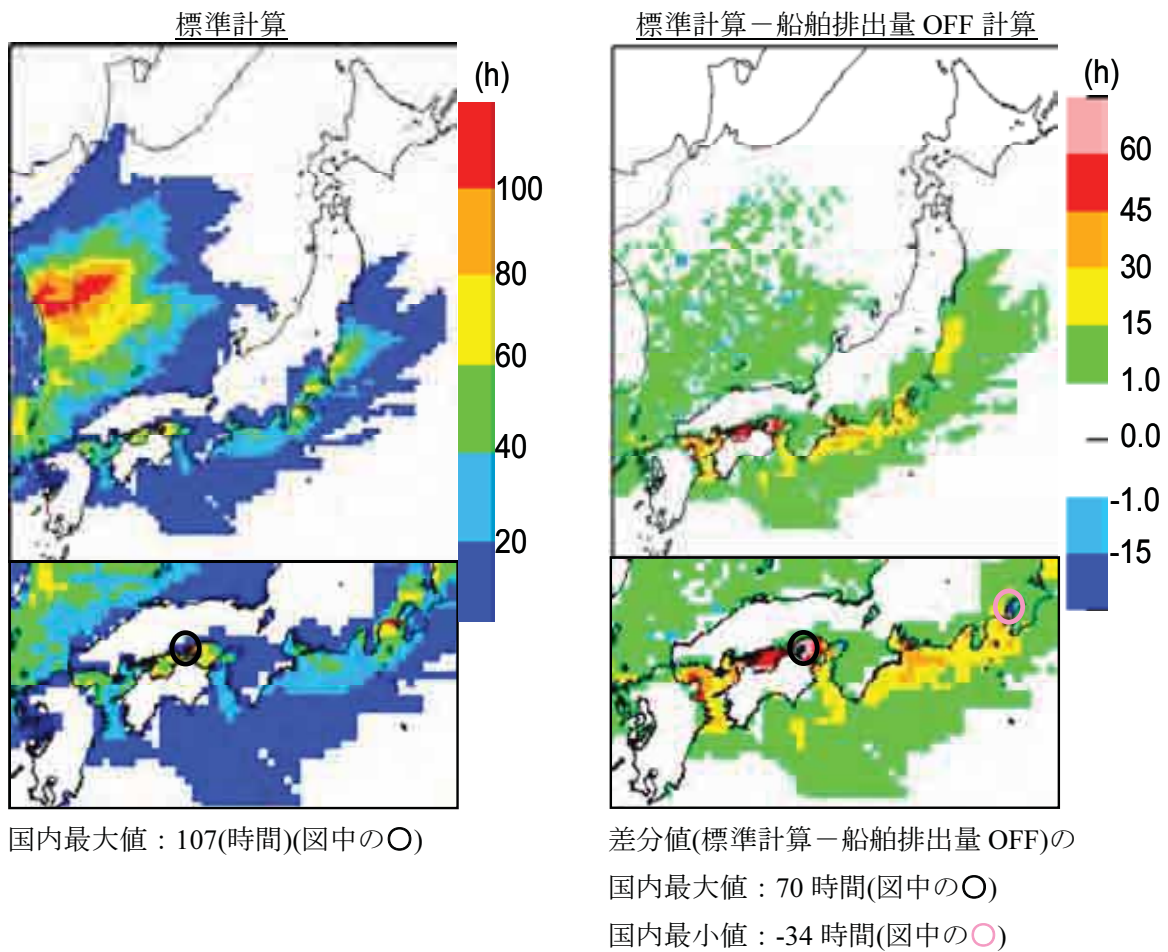 標準計算
標準計算－船舶排出量 OFF 計算
(h)
100
80
60
40
20
(h)
60
45
30
15
1.0
0.0
-1.0
-15
国内最大値：107(時間)(図中の○)
差分値(標準計算－船舶排出量 OFF)の
国内最大値：70 時間(図中の○)
国内最小値：-34 時間(図中の○)